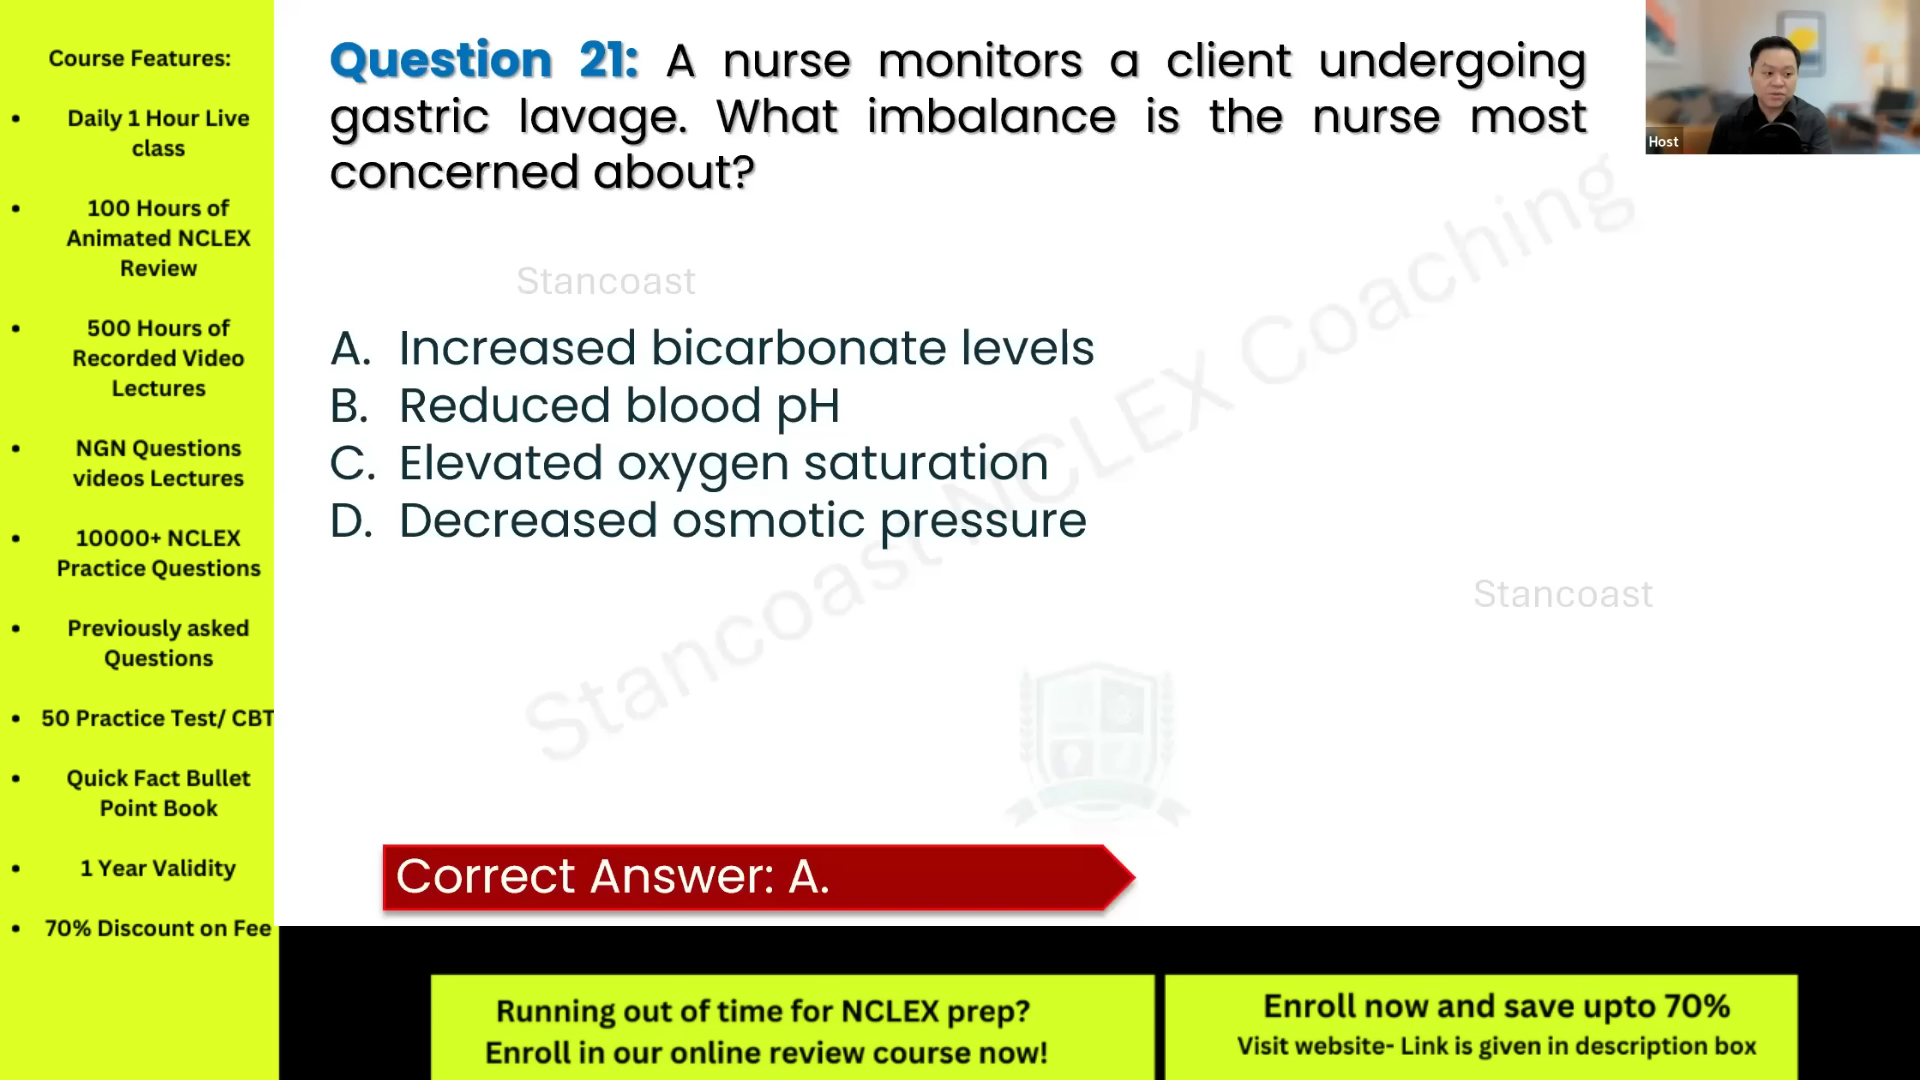 Course Features:
• Daily 1 Hour Live
class
• 100 Hours of
Animated NCLEX
Review
• 500 Hours of
Recorded Video
Lectures
• NGN Questions
videos Lectures
• 10000+ NCLEX
Practice Questions
• Previously asked
Questions
• 50 Practice Test/ CBT
• Quick Fact Bullet
Point Book
• 1 Year Validity
• 70% Discount on Fee
Question 21: A nurse monitors a client undergoing
gastric lavage. What imbalance is the nurse most
concerned about?
Host
Stancoast
A. Increased bicarbonate levels
B. Reduced blood pH
C. Elevated oxygen saturation
D. Decreased osmotic pressure
Stancoast NCLEX Coaching
Stancoast
Correct Answer: A.
Running out of time for NCLEX prep?
Enroll in our online review course now!
Enroll now and save upto 70%
Visit website- Link is given in description box